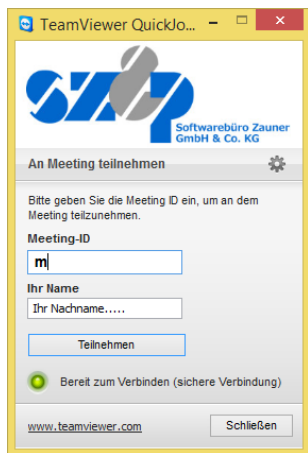 TeamViewer QuickJo...
sz&p
Softwarebüro Zauner
GmbH & Co. KG
An Meeting teilnehmen
Bitte geben Sie die Meeting ID ein, um an dem
Meeting teilzunehmen.
Meeting-ID
m
Ihr Name
Ihr Nachname.....
Teilnehmen
Bereit zum Verbinden (sichere Verbindung)
www.teamviewer.com
Schließen